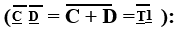 (C̅ D̅ = C̅ ̅+̅ ̅D̅ = T̅1̅ ):